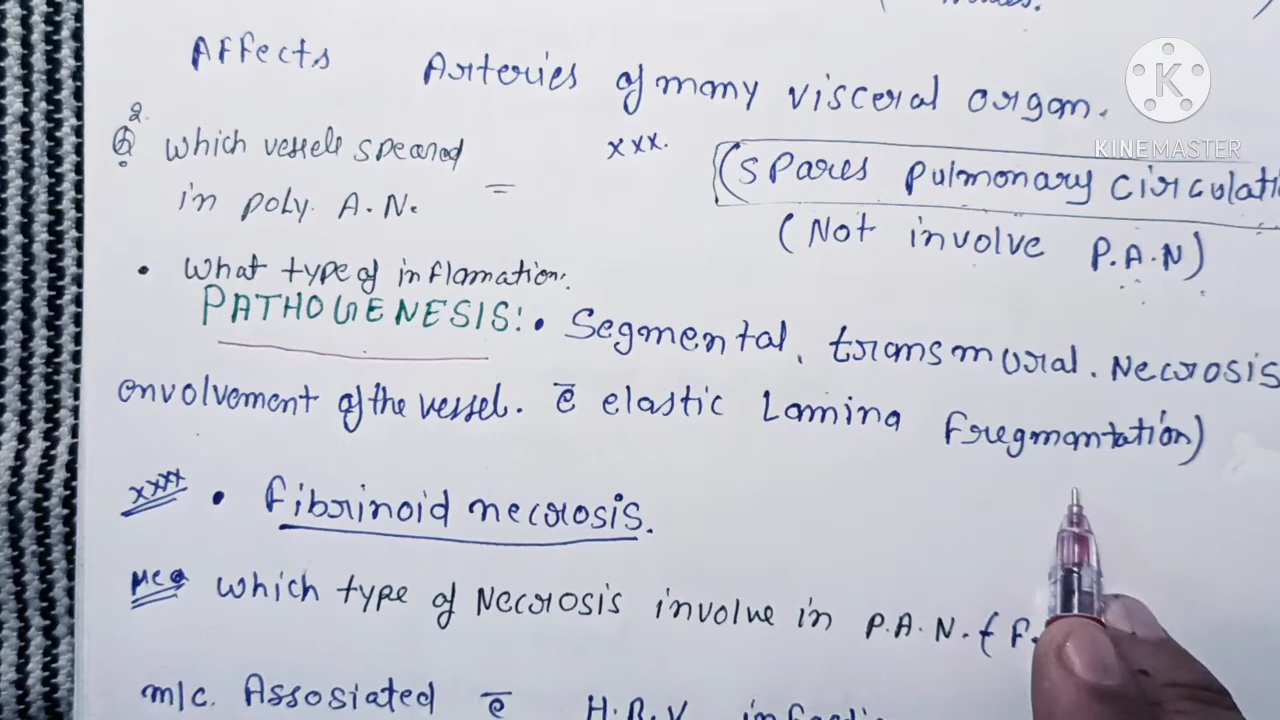 Affects Arteries of many visceral organ.
K
KINEMASTER
Q 2. which vessels speared xxx. (spares pulmonary circulati
in poly. A.N. =
(Not involve P.A.N)
• What type of inflamation.
PATHOGENESIS: • Segmental, transmural. Necrosis
envolvement of the vessel. c̄ elastic Lamina Fregmantation)
xxxx • Fibrinoid necrosis.
MCQ which type of Necrosis involve in P.A.N. (F.
m/c. Assosiated c̄ H.B.V